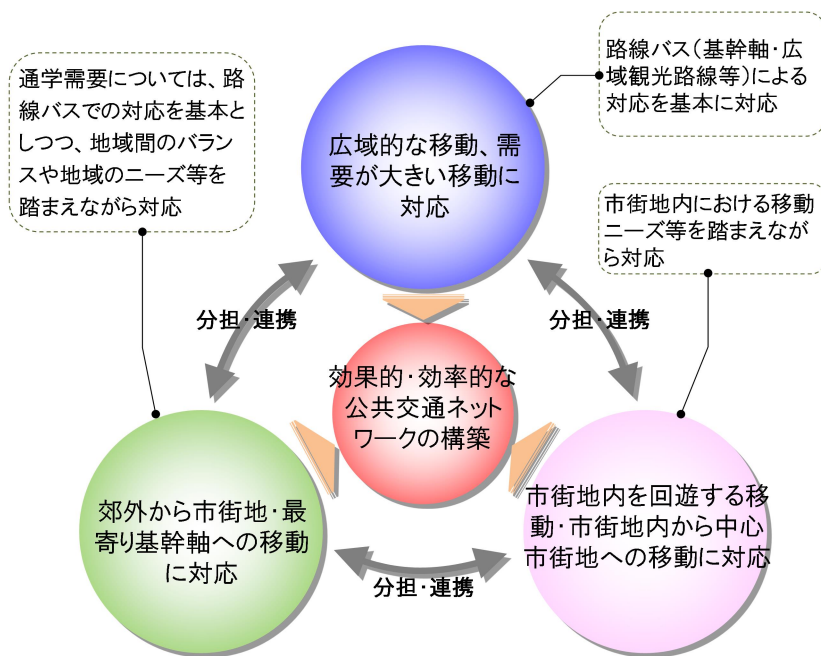 通学需要については、路
線バスでの対応を基本と
しつつ、地域間のバラン
スや地域のニーズ等を
踏まえながら対応
路線バス（基幹軸・広
域観光路線等）による
対応を基本に対応
広域的な移動、需
要が大きい移動に
対応
市街地内における移動
ニーズ等を踏まえなが
ら対応
分担・連携
分担・連携
効果的・効率的な
公共交通ネット
ワークの構築
郊外から市街地・最
寄り基幹軸への移動
に対応
市街地内を回遊する移
動・市街地内から中心
市街地への移動に対応
分担・連携